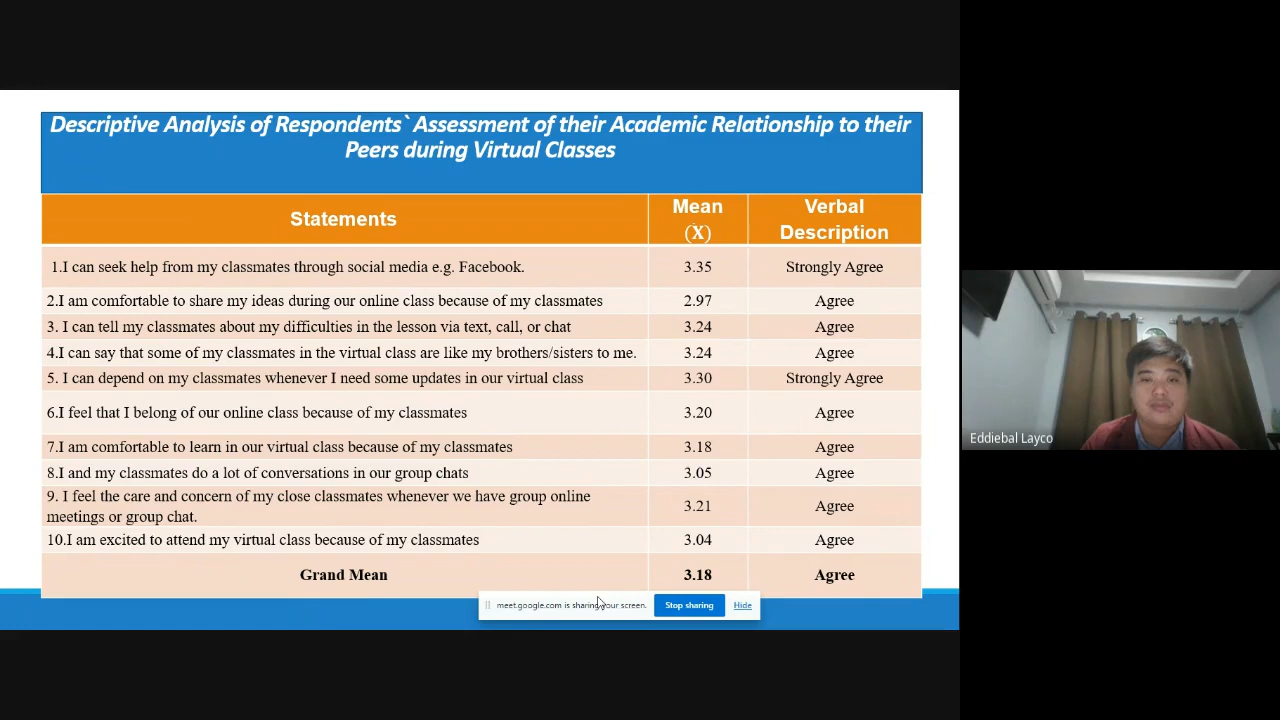 Descriptive Analysis of Respondents` Assessment of their Academic Relationship to their
Peers during Virtual Classes
Statements
Mean
(X)
Verbal
Description
1.I can seek help from my classmates through social media e.g. Facebook.
3.35
Strongly Agree
2.I am comfortable to share my ideas during our online class because of my classmates
2.97
Agree
3. I can tell my classmates about my difficulties in the lesson via text, call, or chat
3.24
Agree
4.I can say that some of my classmates in the virtual class are like my brothers/sisters to me.
3.24
Agree
5. I can depend on my classmates whenever I need some updates in our virtual class
3.30
Strongly Agree
6.I feel that I belong of our online class because of my classmates
3.20
Agree
7.I am comfortable to learn in our virtual class because of my classmates
3.18
Agree
8.I and my classmates do a lot of conversations in our group chats
3.05
Agree
9. I feel the care and concern of my close classmates whenever we have group online
meetings or group chat.
3.21
Agree
10.I am excited to attend my virtual class because of my classmates
3.04
Agree
Grand Mean
3.18
Agree
meet.google.com is sharing your screen.
Stop sharing
Hide
Eddiebal Layco